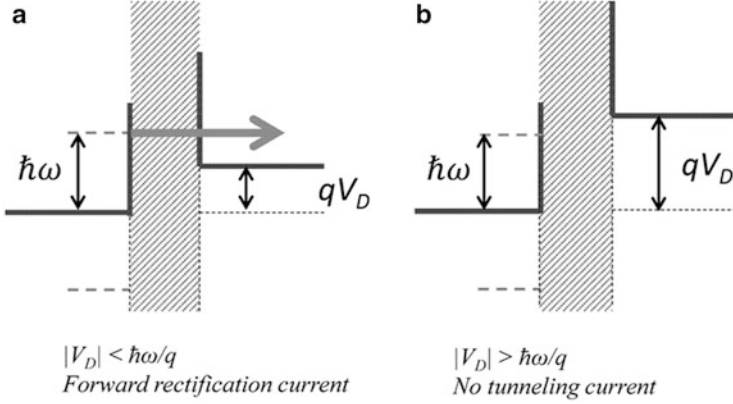 a
b
ℏω
qV_D
ℏω
qV_D
|V_D| < ℏω/q
Forward rectification current
|V_D| > ℏω/q
No tunneling current